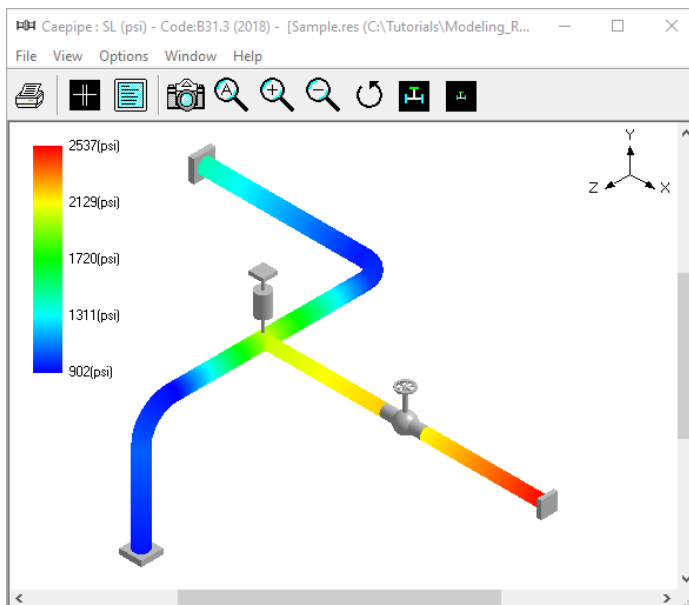 Caepipe : SL (psi) - Code:B31.3 (2018) - [Sample.res (C:\Tutorials\Modeling_R...
File View Options Window Help
A
2537(psi)
2129(psi)
1720(psi)
1311(psi)
902(psi)
Y
Z X